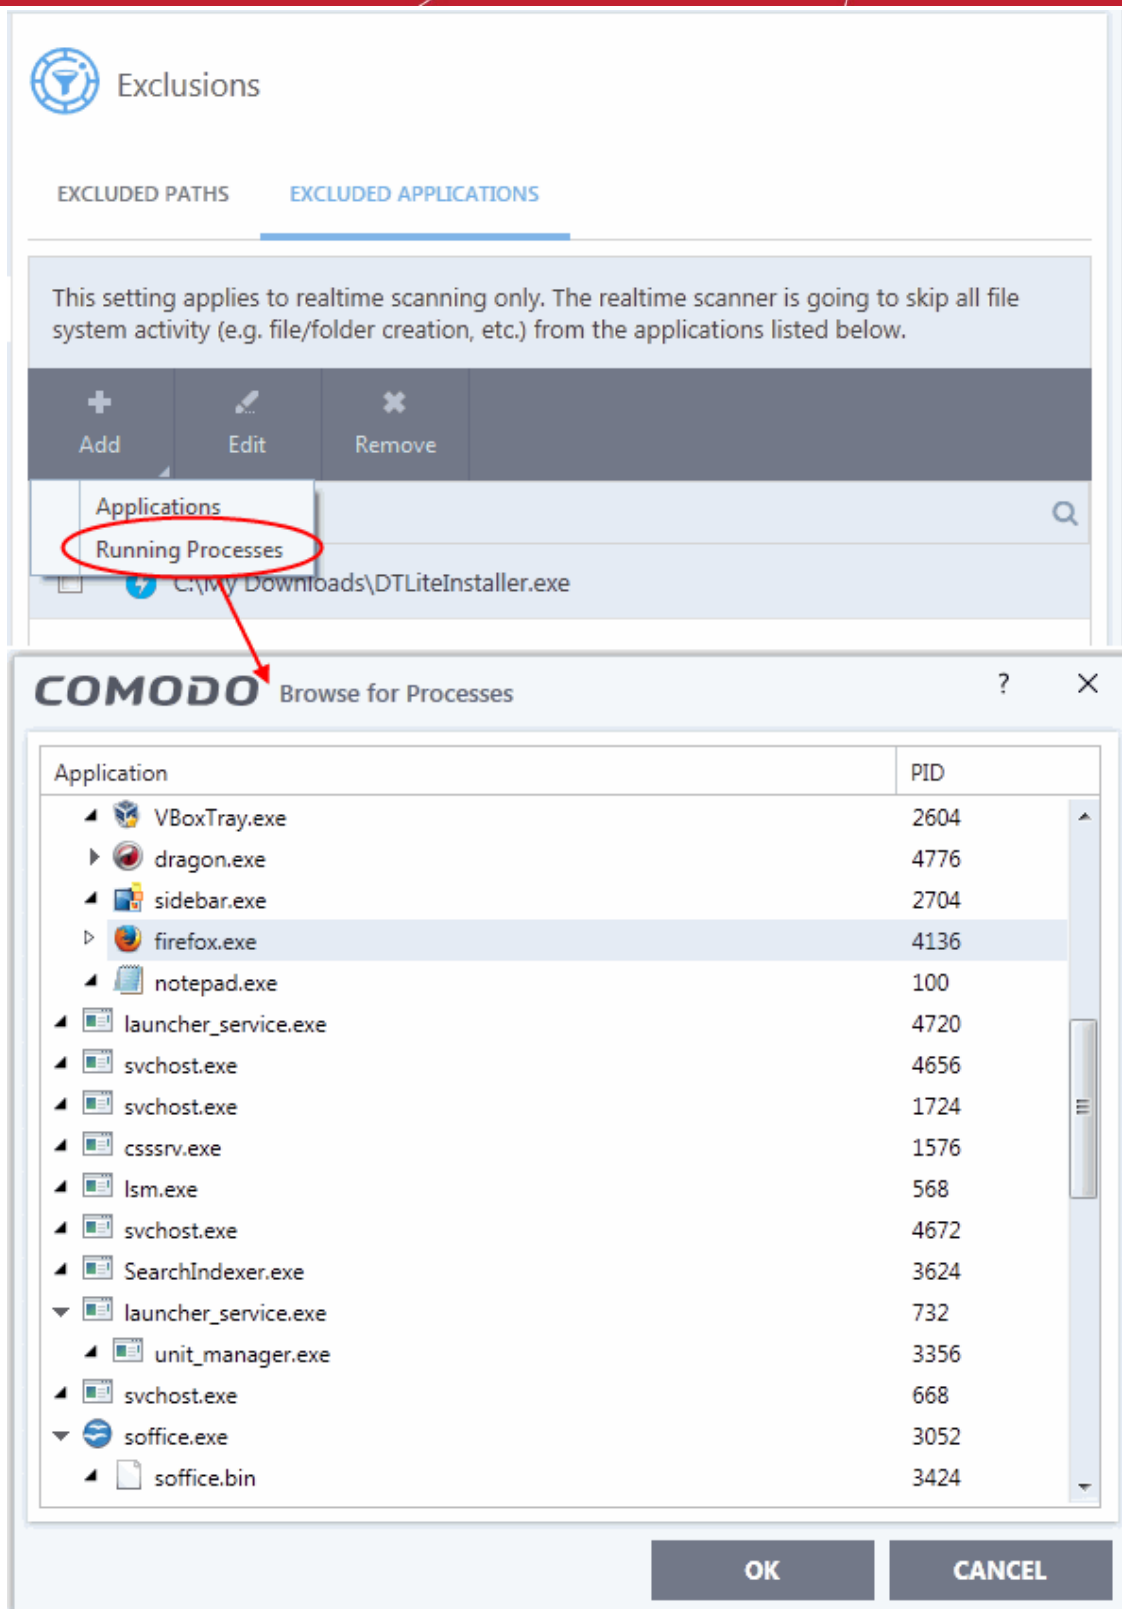 Exclusions
EXCLUDED PATHS EXCLUDED APPLICATIONS
This setting applies to realtime scanning only. The realtime scanner is going to skip all file
system activity (e.g. file/folder creation, etc.) from the applications listed below.
Add Edit Remove
Applications
Running Processes
C:\My Downloads\DTLiteInstaller.exe
COMODO Browse for Processes ?
Application PID
VBoxTray.exe 2604
dragon.exe 4776
sidebar.exe 2704
firefox.exe 4136
notepad.exe 100
launcher_service.exe 4720
svchost.exe 4656
svchost.exe 1724
csssrv.exe 1576
lsm.exe 568
svchost.exe 4672
SearchIndexer.exe 3624
launcher_service.exe 732
unit_manager.exe 3356
svchost.exe 668
soffice.exe 3052
soffice.bin 3424
OK CANCEL